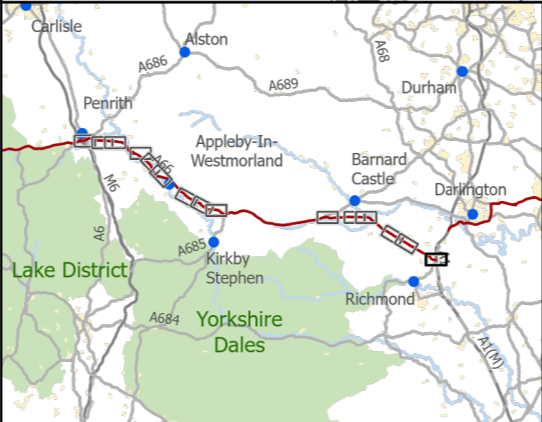 Carlisle
Alston
A686
A68
A689
Durham
Penrith
Appleby-In-
Westmorland
A66
Barnard
Castle
Darlington
M6
A6
A685
Kirkby
Stephen
Lake District
Richmond
A684
Yorkshire
Dales
A1(M)